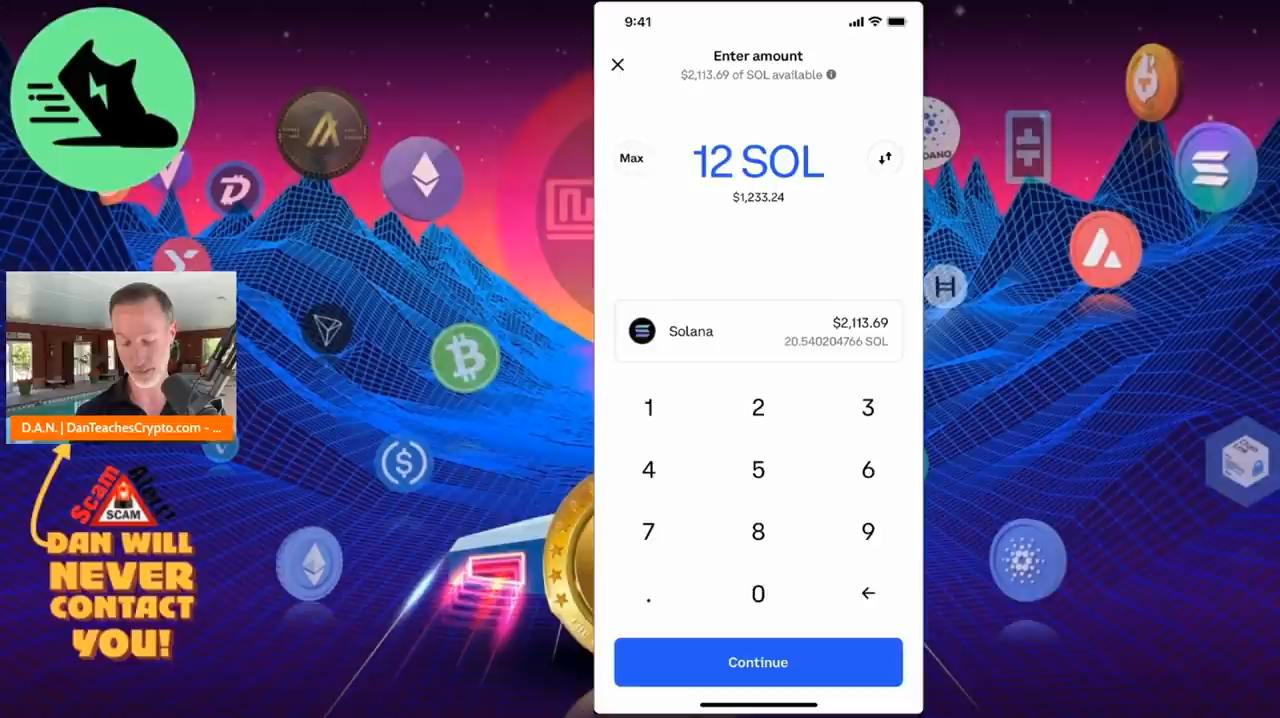 9:41
Enter amount
$2,113.69 of SOL available
Max
12 SOL
$1,233.24
Solana
$2,113.69
20.540204766 SOL
1 2 3
4 5 6
7 8 9
. 0 ←
Continue
D.A.N. | DanTeachesCrypto.com - ...
Scam Alert!
SCAM
DAN WILL
NEVER
CONTACT
YOU!
DANO